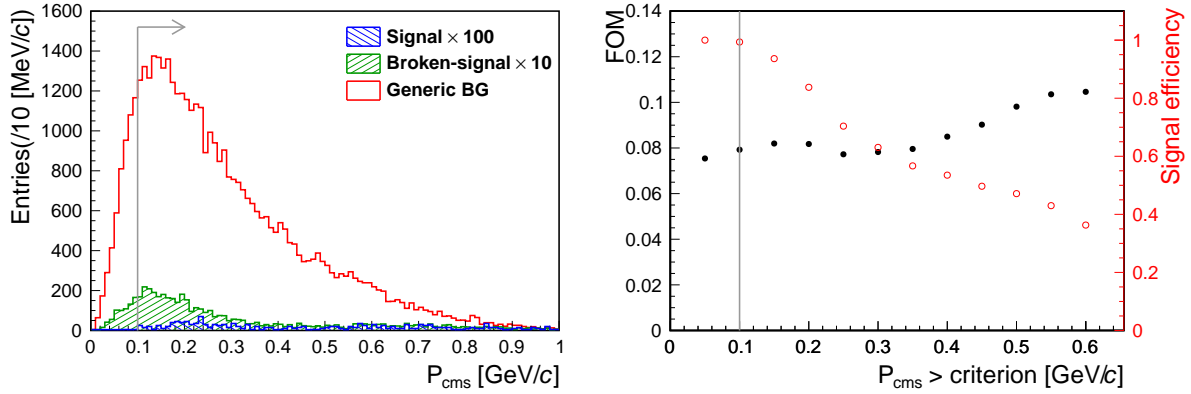 Entries(/10 [MeV/c])
1600
1400
1200
1000
800
600
400
200
0
Signal × 100
Broken-signal × 10
Generic BG
0 0.1 0.2 0.3 0.4 0.5 0.6 0.7 0.8 0.9 1
P_cms [GeV/c]
FOM
0.14
0.12
0.1
0.08
0.06
0.04
0.02
0
0 0.1 0.2 0.3 0.4 0.5 0.6
P_cms > criterion [GeV/c]
1
0.8
0.6
0.4
0.2
0
Signal efficiency